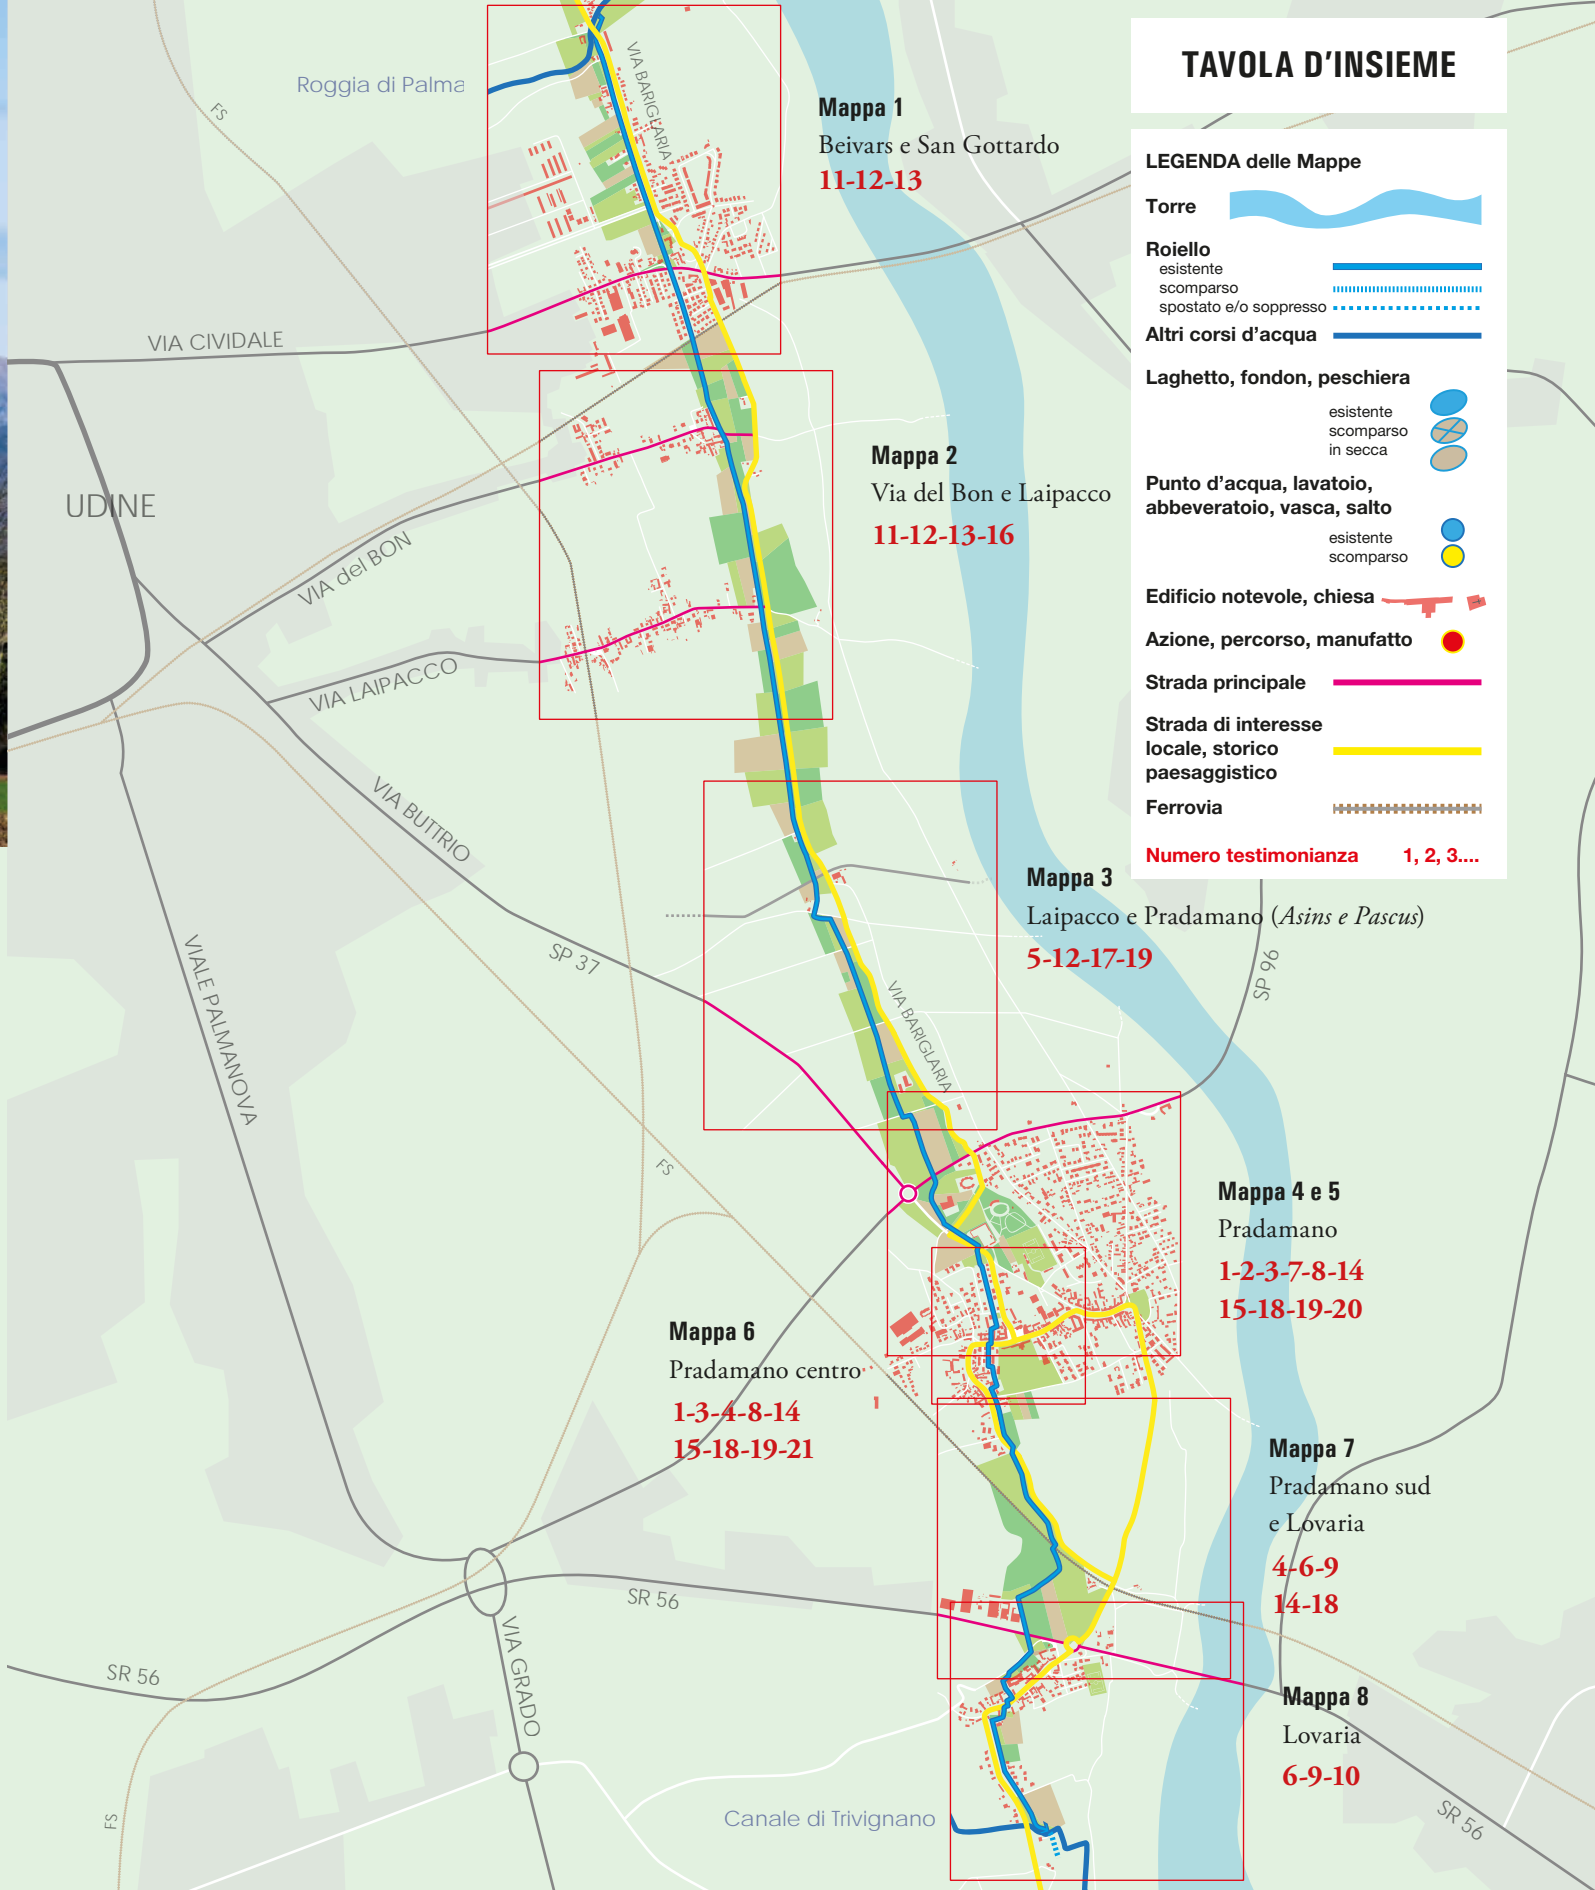 TAVOLA D'INSIEME
LEGENDA delle Mappe
Torre
Roiello
esistente
scomparso
spostato e/o soppresso
Altri corsi d'acqua
Laghetto, fondon, peschiera
esistente
scomparso
in secca
Punto d'acqua, lavatoio,
abbeveratoio, vasca, salto
esistente
scomparso
Edificio notevole, chiesa
Azione, percorso, manufatto
Strada principale
Strada di interesse
locale, storico
paesaggistico
Ferrovia
Numero testimonianza 1, 2, 3....
Roggia di Palma
FS
VIA BARIGLARIA
Mappa 1
Beivars e San Gottardo
11-12-13
VIA CIVIDALE
UDINE
VIA del BON
Mappa 2
Via del Bon e Laipacco
11-12-13-16
VIA LAIPACCO
VIA BUTTRIO
Mappa 3
Laipacco e Pradamano (Asins e Pascus)
5-12-17-19
VIALE PALMANOVA
SP 37
SP 96
VIA BARIGLARIA
FS
Mappa 4 e 5
Pradamano
1-2-3-7-8-14
15-18-19-20
Mappa 6
Pradamano centro
1-3-4-8-14
15-18-19-21
Mappa 7
Pradamano sud
e Lovaria
4-6-9
14-18
SR 56
SR 56
VIA GRADO
Mappa 8
Lovaria
6-9-10
FS
Canale di Trivignano
SR 56